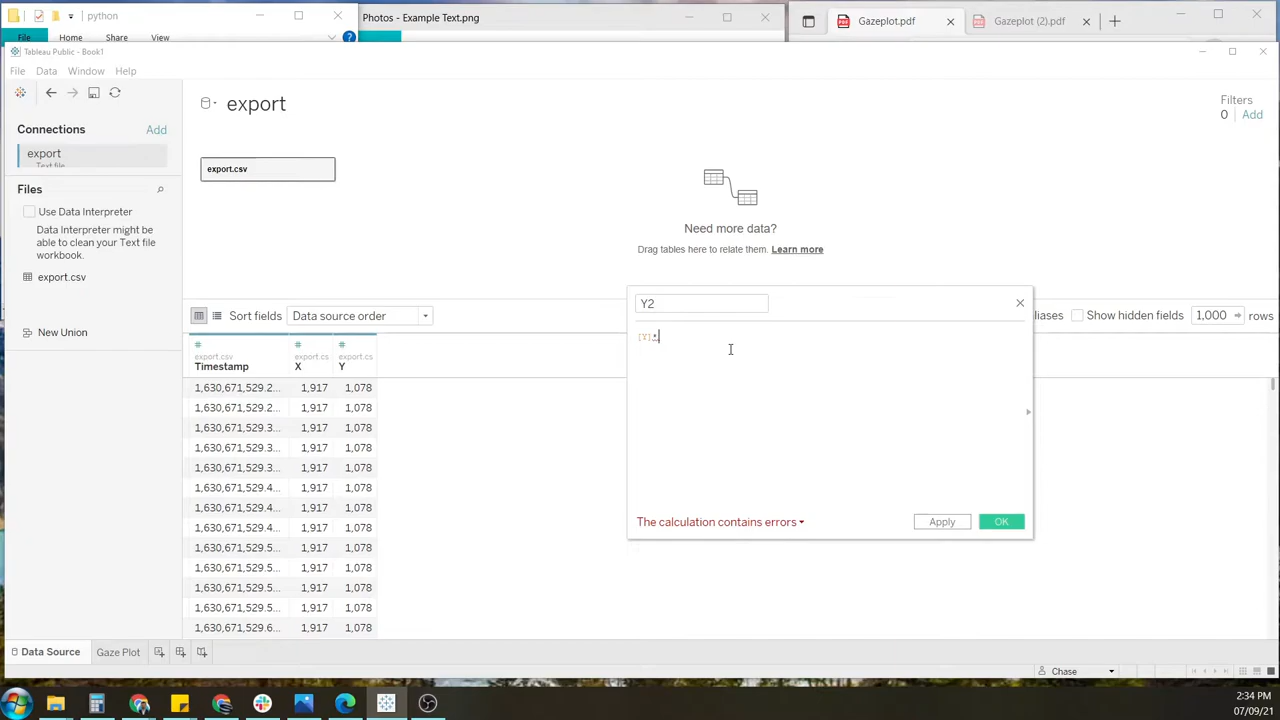 python
Photos - Example Text.png
Gazeplot.pdf
Gazeplot (2).pdf
File
Home
Share
View
Tableau Public - Book1
File
Data
Window
Help
export
Connections
Add
Filters
0
Add
export
Text file
export.csv
Files
Use Data Interpreter
Data Interpreter might be
able to clean your Text file
workbook.
export.csv
New Union
Need more data?
Drag tables here to relate them. Learn more
Y2
[Y]*
The calculation contains errors
Apply
OK
Sort fields
Data source order
aliases
Show hidden fields
1,000
rows
export.csv
Timestamp
export.cs
X
export.cs
Y
1,630,671,529.2... 1,917 1,078
1,630,671,529.2... 1,917 1,078
1,630,671,529.3... 1,917 1,078
1,630,671,529.3... 1,917 1,078
1,630,671,529.3... 1,917 1,078
1,630,671,529.4... 1,917 1,078
1,630,671,529.4... 1,917 1,078
1,630,671,529.4... 1,917 1,078
1,630,671,529.5... 1,917 1,078
1,630,671,529.5... 1,917 1,078
1,630,671,529.5... 1,917 1,078
1,630,671,529.5... 1,917 1,078
1,630,671,529.6... 1,917 1,078
Data Source
Gaze Plot
Chase
2:34 PM
07/09/21